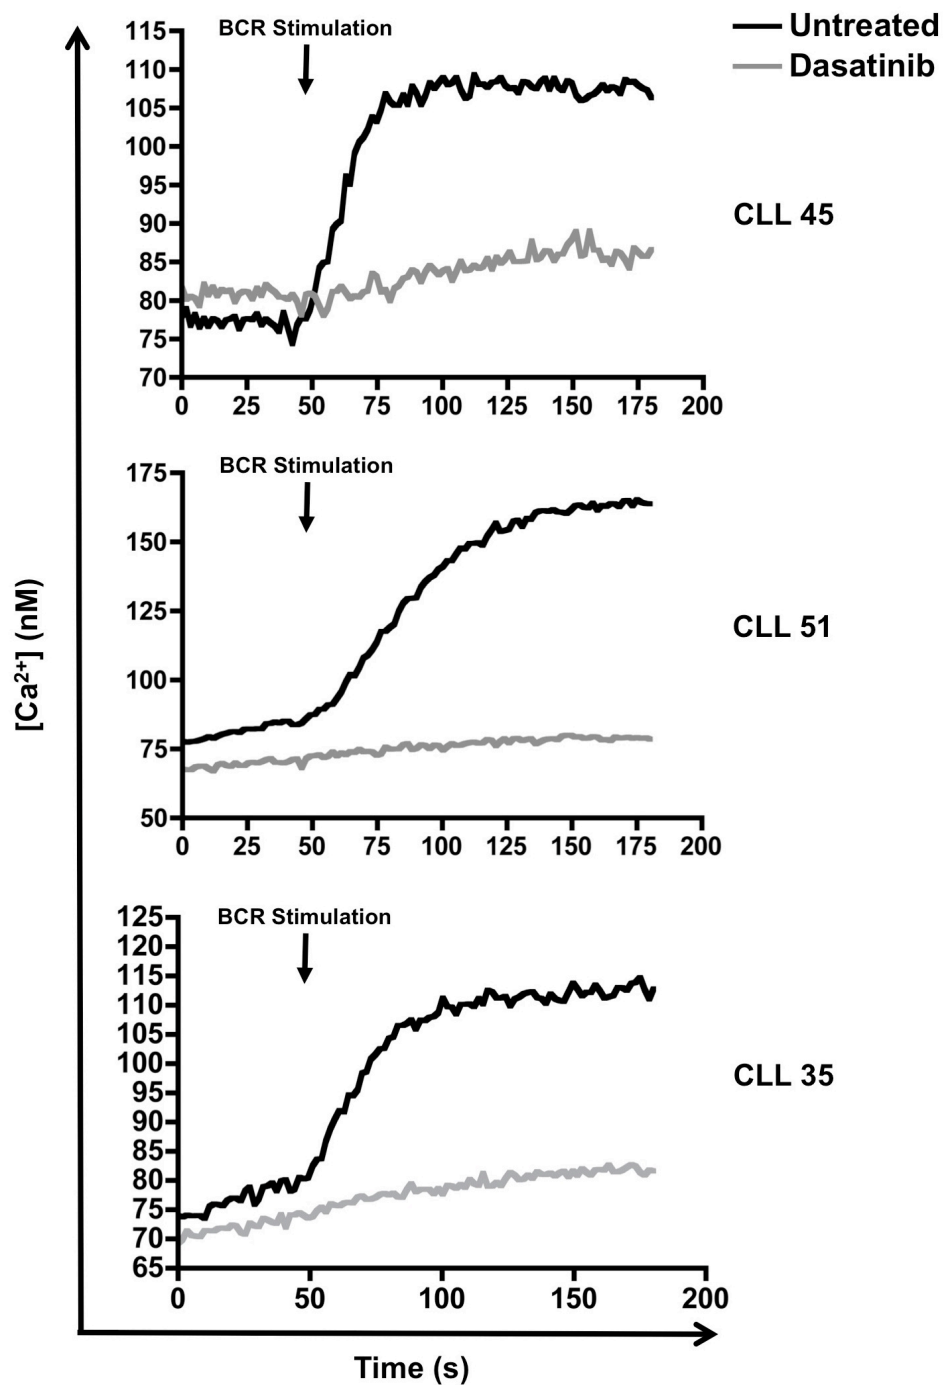 Untreated
Dasatinib
BCR Stimulation
115
110
105
100
95
90
85
80
75
70
0 25 50 75 100 125 150 175 200
CLL 45
BCR Stimulation
175
150
125
100
75
50
0 25 50 75 100 125 150 175 200
CLL 51
[Ca²⁺] (nM)
BCR Stimulation
125
120
115
110
105
100
95
90
85
80
75
70
65
0 50 100 150 200
CLL 35
Time (s)